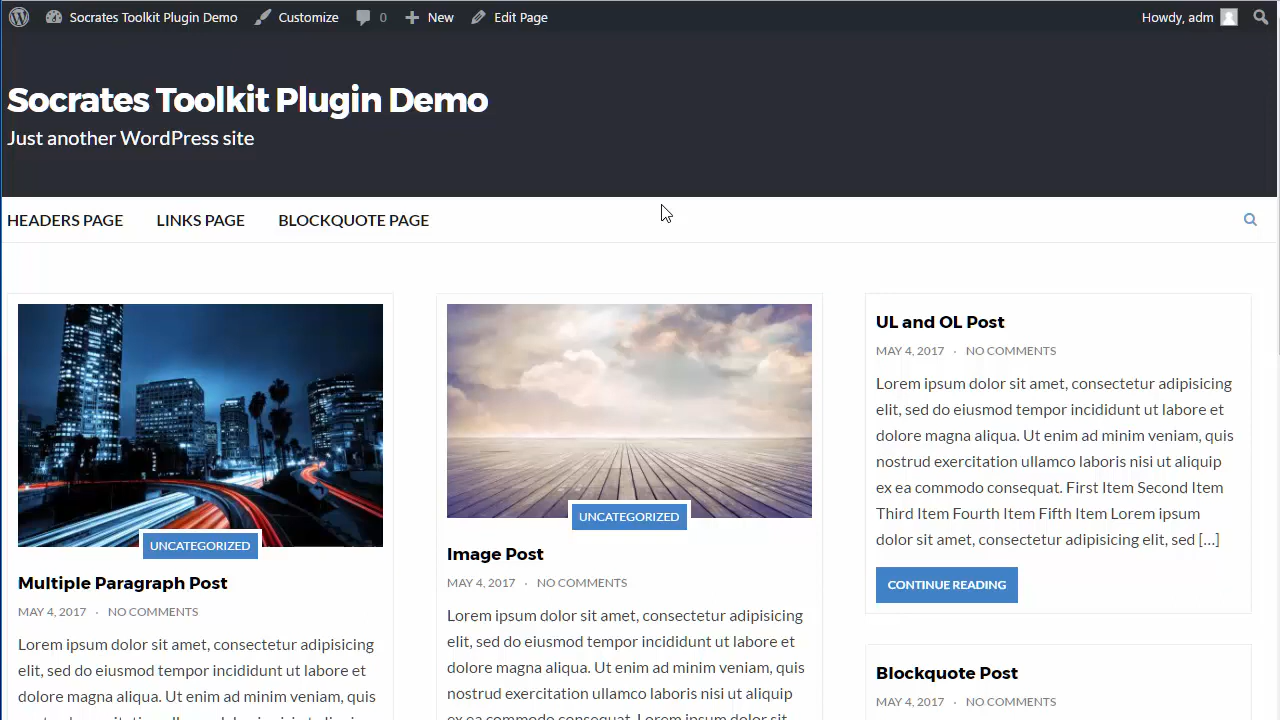 Socrates Toolkit Plugin Demo Customize 0 New Edit Page Howdy, adm
Socrates Toolkit Plugin Demo
Just another WordPress site
HEADERS PAGE LINKS PAGE BLOCKQUOTE PAGE
UNCATEGORIZED
Multiple Paragraph Post
MAY 4, 2017 · NO COMMENTS
Lorem ipsum dolor sit amet, consectetur adipisicing
elit, sed do eiusmod tempor incididunt ut labore et
dolore magna aliqua. Ut enim ad minim veniam, quis
UNCATEGORIZED
Image Post
MAY 4, 2017 · NO COMMENTS
Lorem ipsum dolor sit amet, consectetur adipisicing
elit, sed do eiusmod tempor incididunt ut labore et
dolore magna aliqua. Ut enim ad minim veniam, quis
nostrud exercitation ullamco laboris nisi ut aliquip
UL and OL Post
MAY 4, 2017 · NO COMMENTS
Lorem ipsum dolor sit amet, consectetur adipisicing
elit, sed do eiusmod tempor incididunt ut labore et
dolore magna aliqua. Ut enim ad minim veniam, quis
nostrud exercitation ullamco laboris nisi ut aliquip
ex ea commodo consequat. First Item Second Item
Third Item Fourth Item Fifth Item Lorem ipsum
dolor sit amet, consectetur adipisicing elit, sed […]
CONTINUE READING
Blockquote Post
MAY 4, 2017 · NO COMMENTS